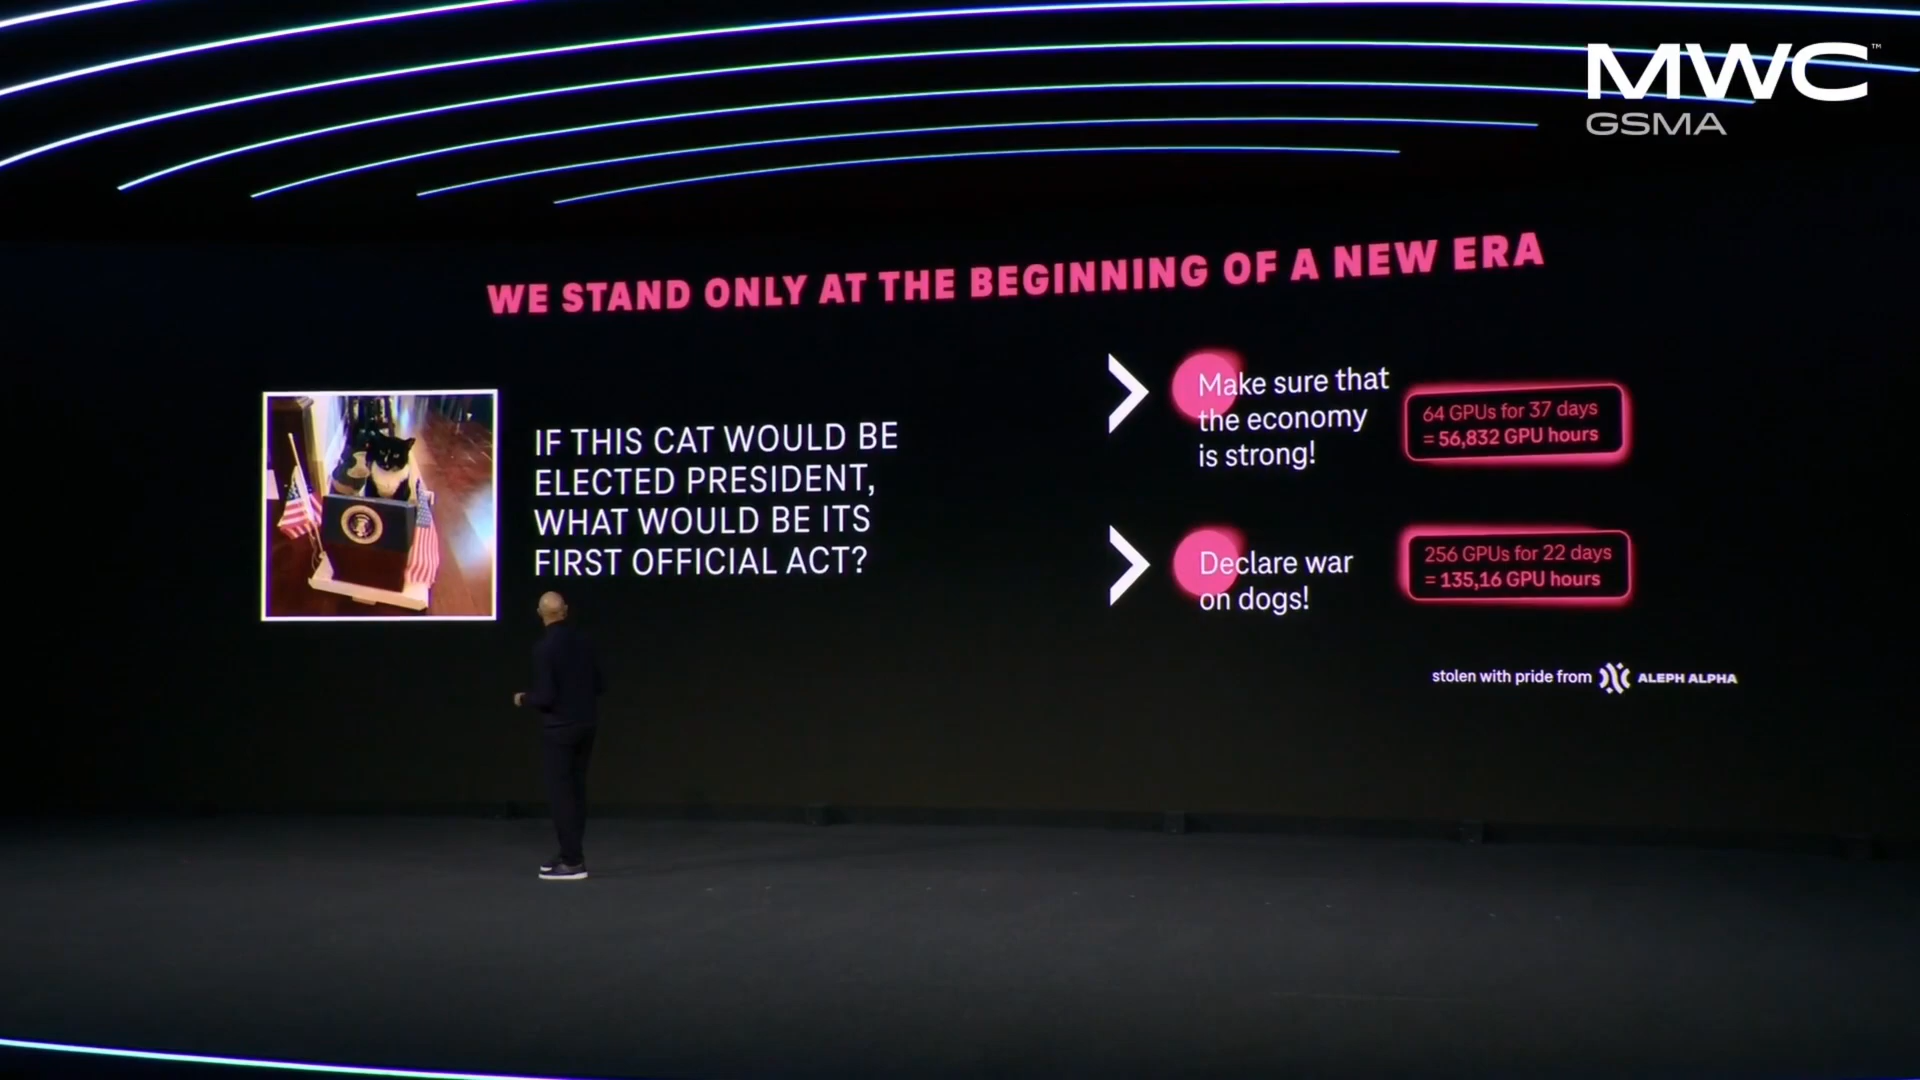 MWC™
GSMA
WE STAND ONLY AT THE BEGINNING OF A NEW ERA
IF THIS CAT WOULD BE
ELECTED PRESIDENT,
WHAT WOULD BE ITS
FIRST OFFICIAL ACT?
Make sure that
the economy
is strong!
64 GPUs for 37 days
= 56,832 GPU hours
Declare war
on dogs!
256 GPUs for 22 days
= 135,16 GPU hours
stolen with pride from ALEPH ALPHA